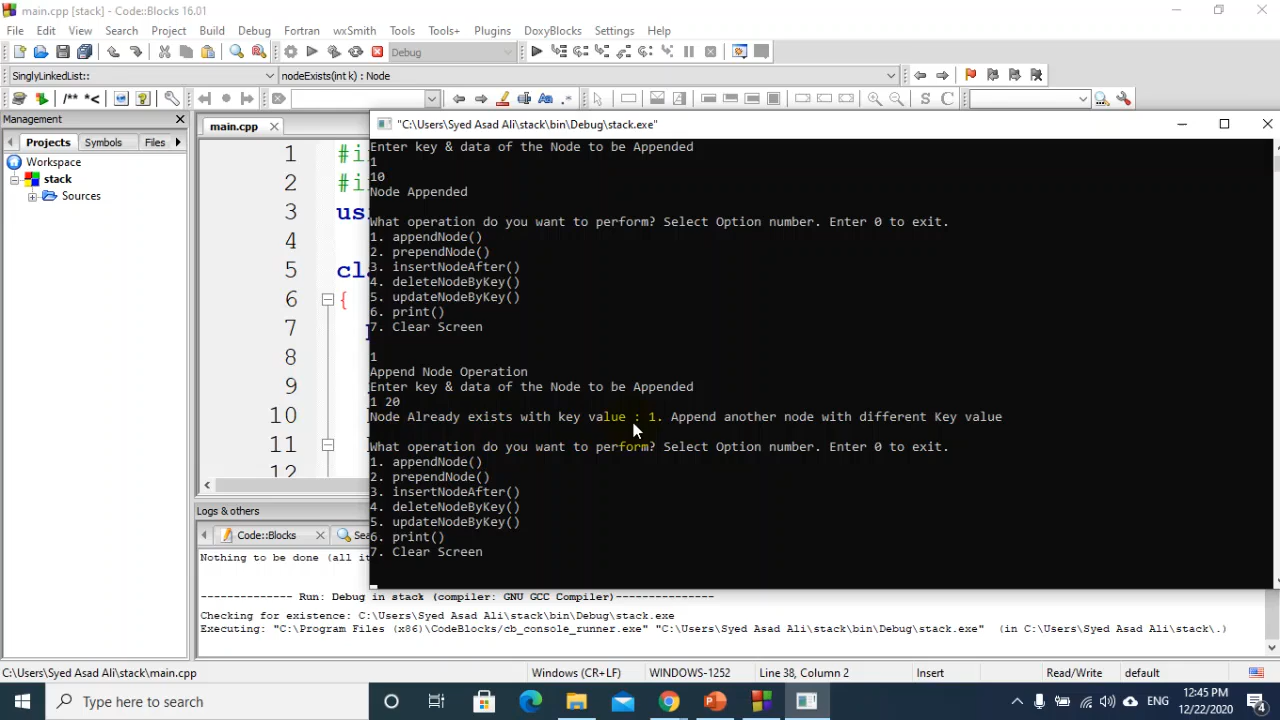 main.cpp [stack] - Code::Blocks 16.01
File Edit View Search Project Build Debug Fortran wxSmith Tools Tools+ Plugins DoxyBlocks Settings Help
Debug
SinglyLinkedList:: nodeExists(int k) : Node
/** *<
Management
main.cpp
"C:\Users\Syed Asad Ali\stack\bin\Debug\stack.exe"
Projects Symbols Files
Workspace
stack
Sources
1 #i
2 #i
3 us
4
5 cl
6 {
7
8
9
10
11
12
Enter key & data of the Node to be Appended
1
10
Node Appended
What operation do you want to perform? Select Option number. Enter 0 to exit.
1. appendNode()
2. prependNode()
3. insertNodeAfter()
4. deleteNodeByKey()
5. updateNodeByKey()
6. print()
7. Clear Screen
1
Append Node Operation
Enter key & data of the Node to be Appended
1 20
Node Already exists with key value : 1. Append another node with different Key value
What operation do you want to perform? Select Option number. Enter 0 to exit.
1. appendNode()
2. prependNode()
3. insertNodeAfter()
4. deleteNodeByKey()
5. updateNodeByKey()
6. print()
7. Clear Screen
Logs & others
Code::Blocks Sea
Nothing to be done (all it
-------------- Run: Debug in stack (compiler: GNU GCC Compiler)---------------
Checking for existence: C:\Users\Syed Asad Ali\stack\bin\Debug\stack.exe
Executing: "C:\Program Files (x86)\CodeBlocks/cb_console_runner.exe" "C:\Users\Syed Asad Ali\stack\bin\Debug\stack.exe"  (in C:\Users\Syed Asad Ali\stack\.)
C:\Users\Syed Asad Ali\stack\main.cpp Windows (CR+LF) WINDOWS-1252 Line 38, Column 2 Insert Read/Write default
Type here to search
ENG
12:45 PM
12/22/2020
4